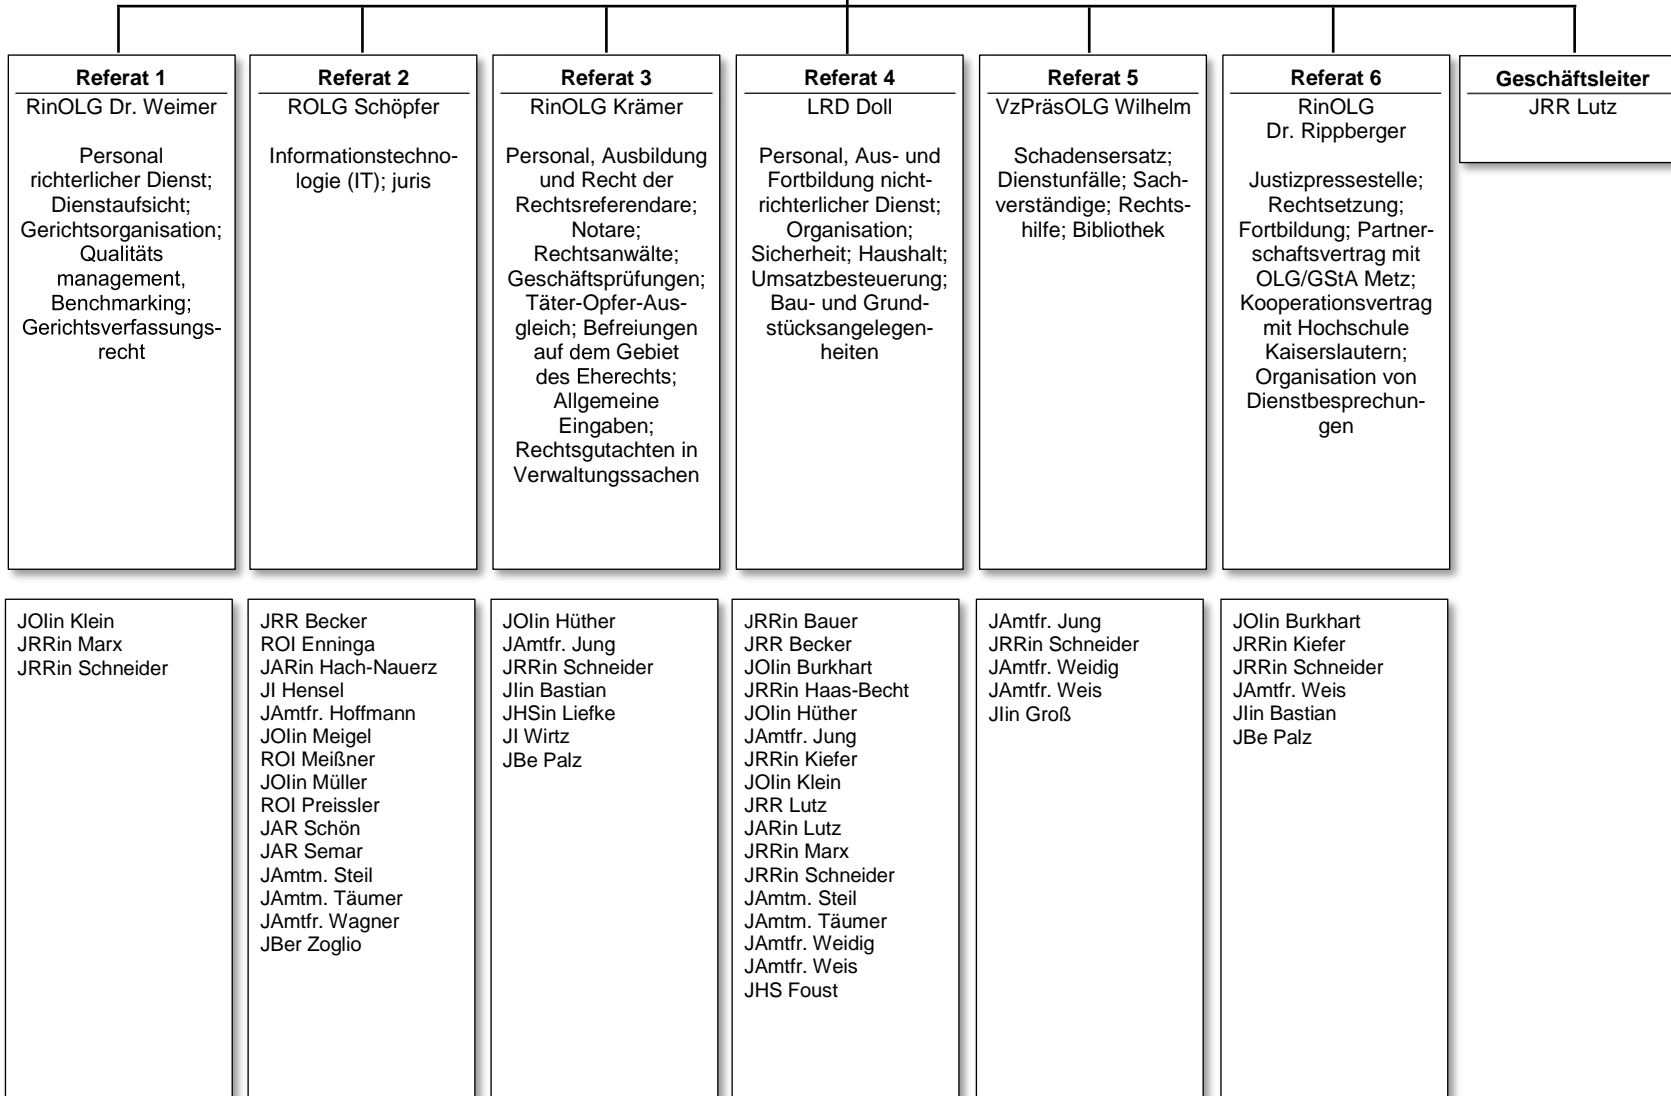 Referat 1
RinOLG Dr. Weimer
Personal
richterlicher Dienst;
Dienstaufsicht;
Gerichtsorganisation;
Qualitäts
management,
Benchmarking;
Gerichtsverfassungs-
recht
Referat 2
ROLG Schöpfer
Informationstechno-
logie (IT); juris
Referat 3
RinOLG Krämer
Personal, Ausbildung
und Recht der
Rechtsreferendare;
Notare;
Rechtsanwälte;
Geschäftsprüfungen;
Täter-Opfer-Aus-
gleich; Befreiungen
auf dem Gebiet
des Eherechts;
Allgemeine
Eingaben;
Rechtsgutachten in
Verwaltungssachen
Referat 4
LRD Doll
Personal, Aus- und
Fortbildung nicht-
richterlicher Dienst;
Organisation;
Sicherheit; Haushalt;
Umsatzbesteuerung;
Bau- und Grund-
stücksangelegen-
heiten
Referat 5
VzPräsOLG Wilhelm
Schadensersatz;
Dienstunfälle; Sach-
verständige; Rechts-
hilfe; Bibliothek
Referat 6
RinOLG
Dr. Rippberger
Justizpressestelle;
Rechtsetzung;
Fortbildung; Partner-
schaftsvertrag mit
OLG/GStA Metz;
Kooperationsvertrag
mit Hochschule
Kaiserslautern;
Organisation von
Dienstbesprechun-
gen
Geschäftsleiter
JRR Lutz
JOIin Klein
JRRin Marx
JRRin Schneider
JRR Becker
ROI Enninga
JARin Hach-Nauerz
JI Hensel
JAmtfr. Hoffmann
JOIin Meigel
ROI Meißner
JOIin Müller
ROI Preissler
JAR Schön
JAR Semar
JAmtm. Steil
JAmtm. Täumer
JAmtfr. Wagner
JBer Zoglio
JOIin Hüther
JAmtfr. Jung
JRRin Schneider
JIin Bastian
JHSin Liefke
JI Wirtz
JBe Palz
JRRin Bauer
JRR Becker
JOIin Burkhart
JRRin Haas-Becht
JOIin Hüther
JAmtfr. Jung
JRRin Kiefer
JOIin Klein
JRR Lutz
JARin Lutz
JRRin Marx
JRRin Schneider
JAmtm. Steil
JAmtm. Täumer
JAmtfr. Weidig
JAmtfr. Weis
JHS Foust
JAmtfr. Jung
JRRin Schneider
JAmtfr. Weidig
JAmtfr. Weis
JIin Groß
JOIin Burkhart
JRRin Kiefer
JRRin Schneider
JAmtfr. Weis
JIin Bastian
JBe Palz